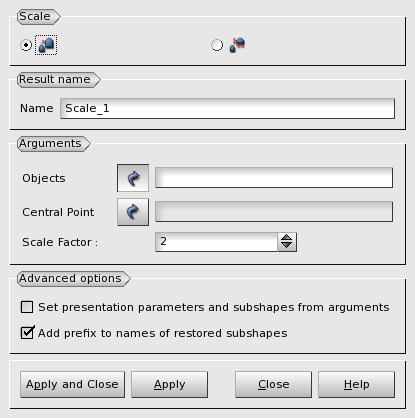 Scale
Result name
Name Scale_1
Arguments
Objects
Central Point
Scale Factor : 2
Advanced options
Set presentation parameters and subshapes from arguments
Add prefix to names of restored subshapes
Apply and Close Apply Close Help